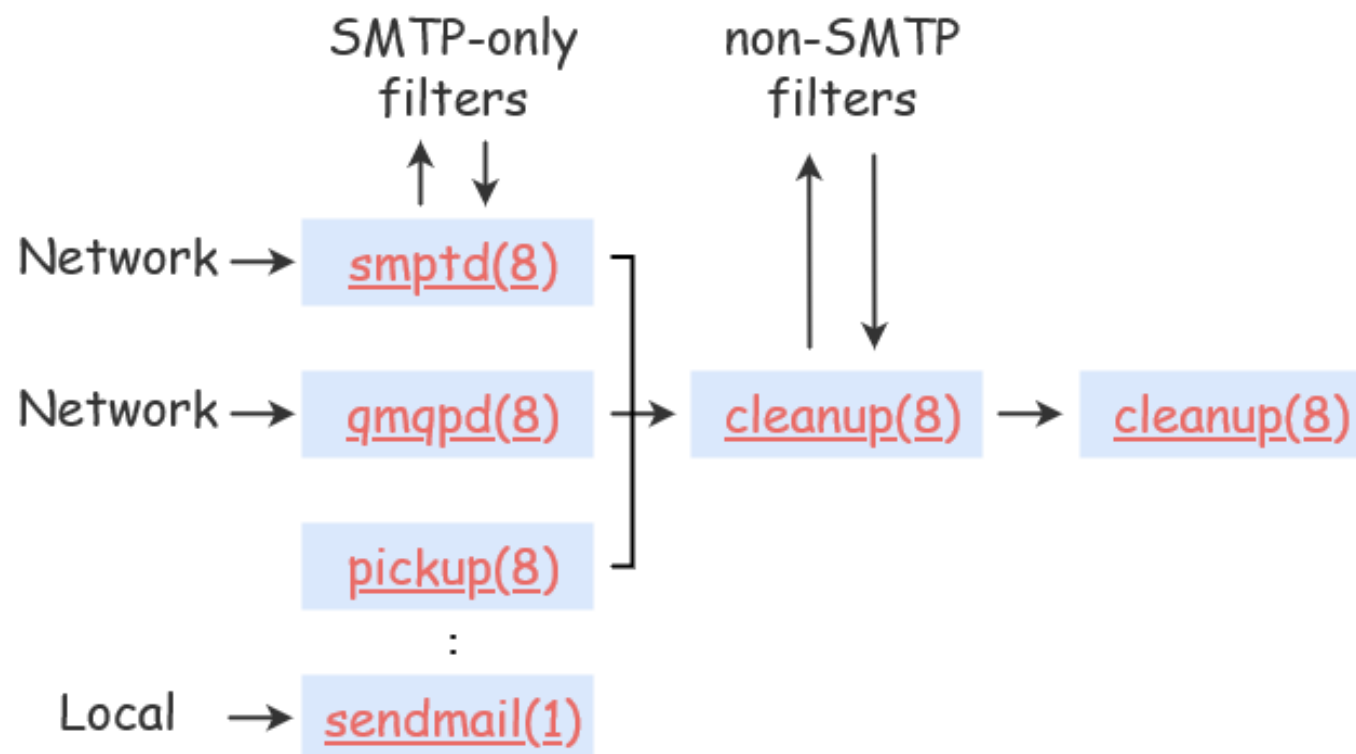 SMTP-only
filters
non-SMTP
filters
Network
smptd(8)
Network
qmqpd(8)
cleanup(8)
cleanup(8)
pickup(8)
:
Local
sendmail(1)